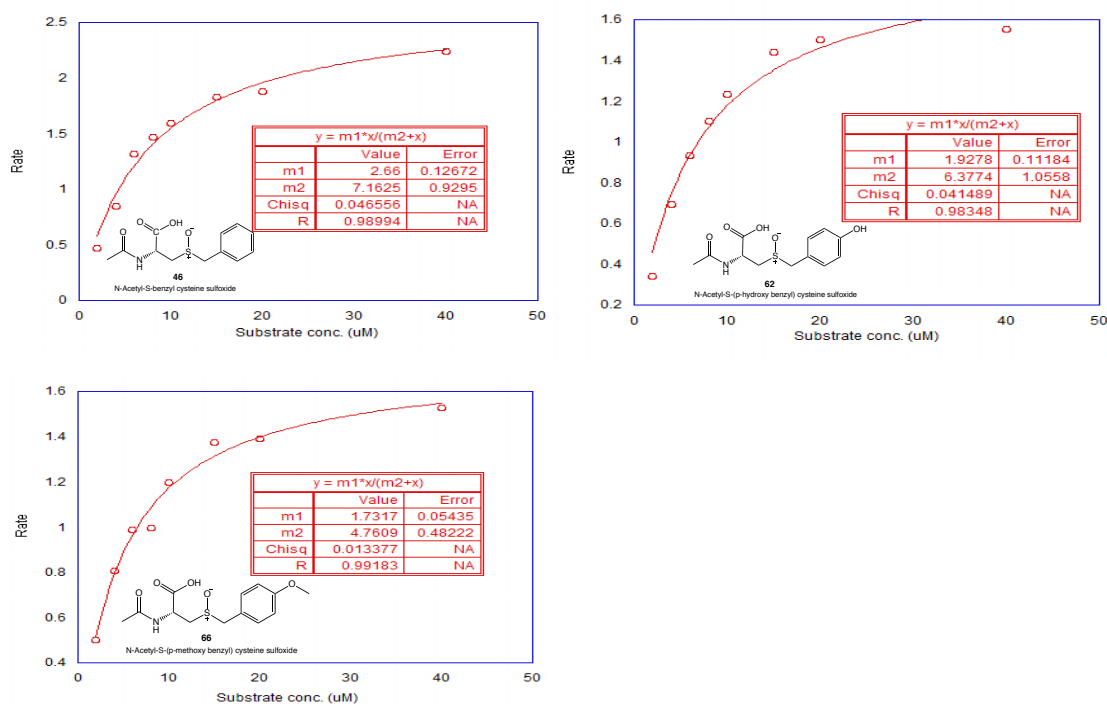 2.5
2
1.5
1
0.5
0
0 10 20 30 40 50
Rate
Substrate conc. (uM)
y = m1*x/(m2+x)
Value Error
m1 2.66 0.12672
m2 7.1625 0.9295
Chisq 0.046556 NA
R 0.98994 NA
O OH O⁻ O N H S +
46
N-Acetyl-S-benzyl cysteine sulfoxide
1.6
1.4
1.2
1
0.8
0.6
0.4
0.2
0 10 20 30 40 50
Rate
Substrate conc. (uM)
y = m1*x/(m2+x)
Value Error
m1 1.9278 0.11184
m2 6.3774 1.0558
Chisq 0.041489 NA
R 0.98348 NA
O OH O⁻ OH O N H S +
62
N-Acetyl-S-(p-hydroxy benzyl) cysteine sulfoxide
1.6
1.4
1.2
1
0.8
0.6
0.4
0 10 20 30 40 50
Rate
Substrate conc. (uM)
y = m1*x/(m2+x)
Value Error
m1 1.7317 0.05435
m2 4.7609 0.48222
Chisq 0.013377 NA
R 0.99183 NA
O OH O⁻ O O N H S +
66
N-Acetyl-S-(p-methoxy benzyl) cysteine sulfoxide